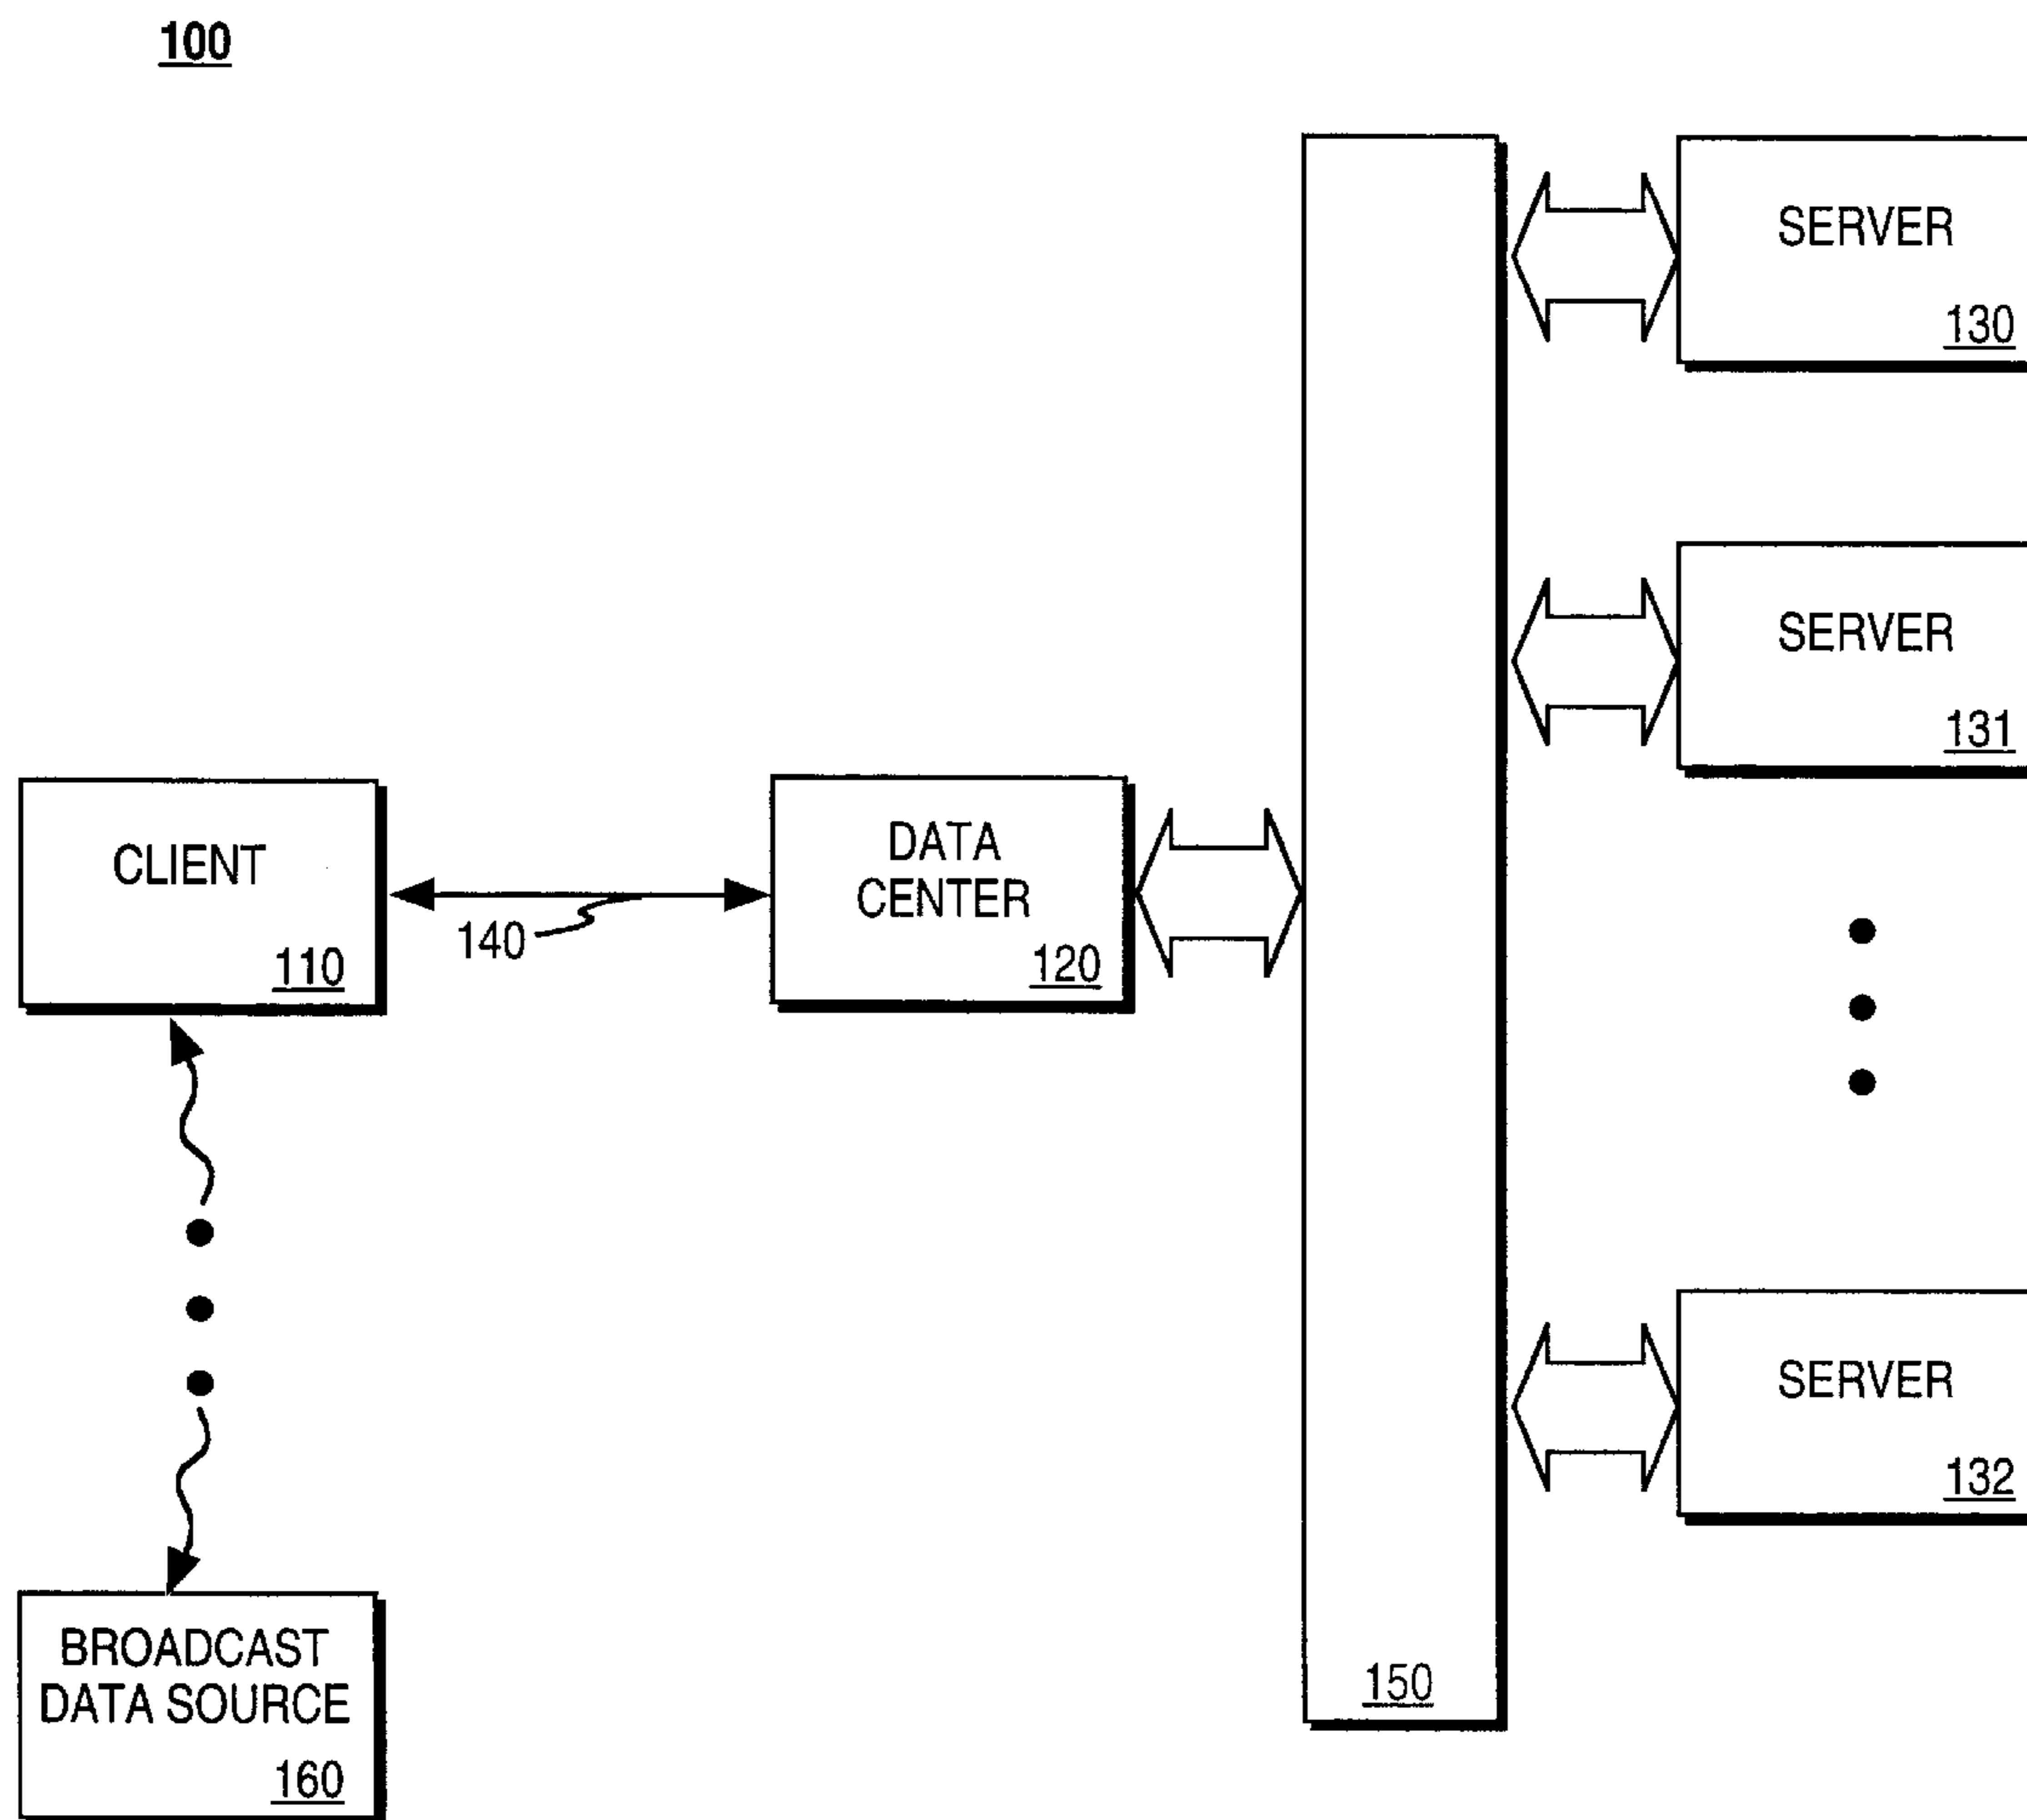 100
SERVER
130
SERVER
131
CLIENT
110
140
DATA
CENTER
120
SERVER
132
BROADCAST
DATA SOURCE
160
150